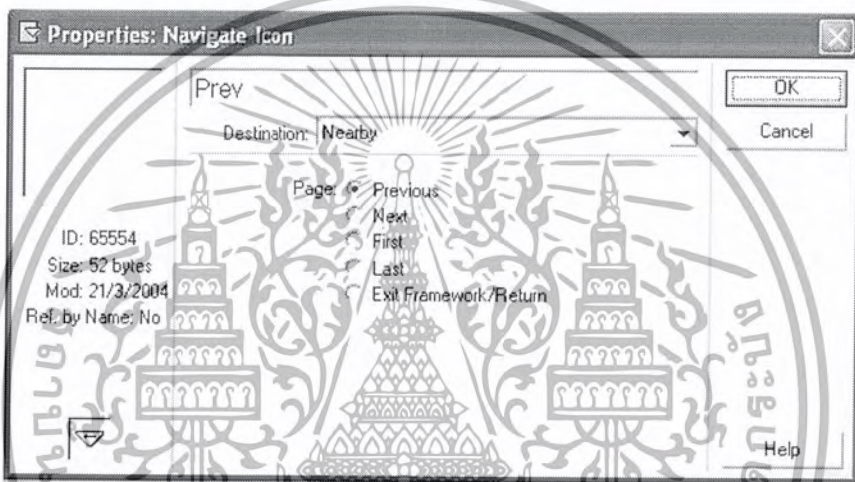 Properties: Navigate Icon
Prev
OK
Destination: Nearby
Cancel
Page: Previous
Next
First
Last
Exit Framework/Return
ID: 65554
Size: 52 bytes
Mod: 21/3/2004
Ref. by Name: No
Help